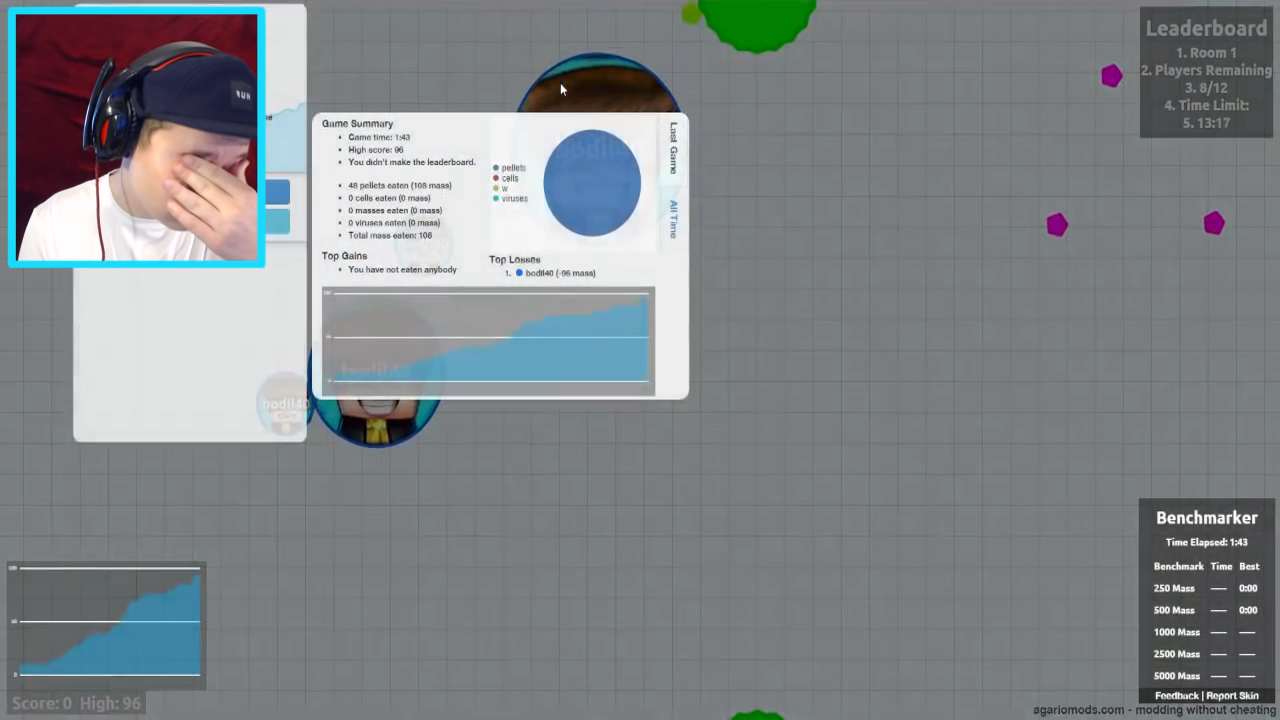 Leaderboard
1. Room 1
2. Players Remaining
3. 8/12
4. Time Limit:
5. 13:17
Game Summary
Game time: 1:43
High score: 96
You didn't make the leaderboard.
48 pellets eaten (108 mass)
0 cells eaten (0 mass)
0 masses eaten (0 mass)
0 viruses eaten (0 mass)
Total mass eaten: 108
pellets
cells
w
viruses
Last Game
All Time
Top Gains
You have not eaten anybody
Top Losses
1. bodil40 (-96 mass)
bodil40
Benchmarker
Time Elapsed: 1:43
Benchmark Time Best
250 Mass —— 0:00
500 Mass —— 0:00
1000 Mass —— ——
2500 Mass —— ——
5000 Mass —— ——
Feedback | Report Skin
agariomods.com - modding without cheating
Score: 0 High: 96